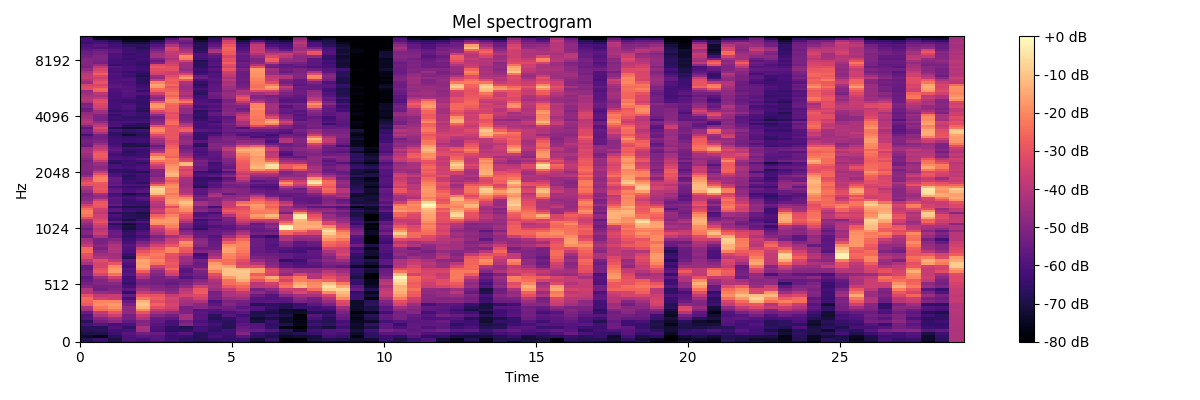 Mel spectrogram
8192
4096
2048
1024
512
0
Hz
0 5 10 15 20 25
Time
+0 dB
-10 dB
-20 dB
-30 dB
-40 dB
-50 dB
-60 dB
-70 dB
-80 dB